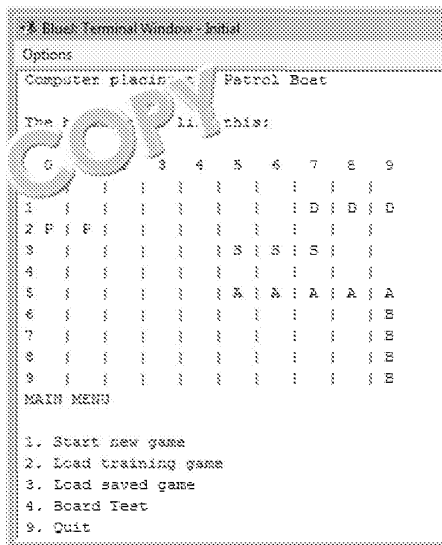 BlueJ: Terminal Window - Initial
Options
Computer placing Patrol Boat
The like this:
COPY
0 3 4 5 6 7 8 9
1 | | | | | | | D | D | D
2 P | P | | | | | | | |
3 | | | | | S | S | S | |
4 | | | | | | | | |
5 | | | | | A | A | A | A | A
6 | | | | | | | | | B
7 | | | | | | | | | B
8 | | | | | | | | | B
9 | | | | | | | | | B
MAIN MENU
1. Start new game
2. Load training game
3. Load saved game
4. Board Test
9. Quit